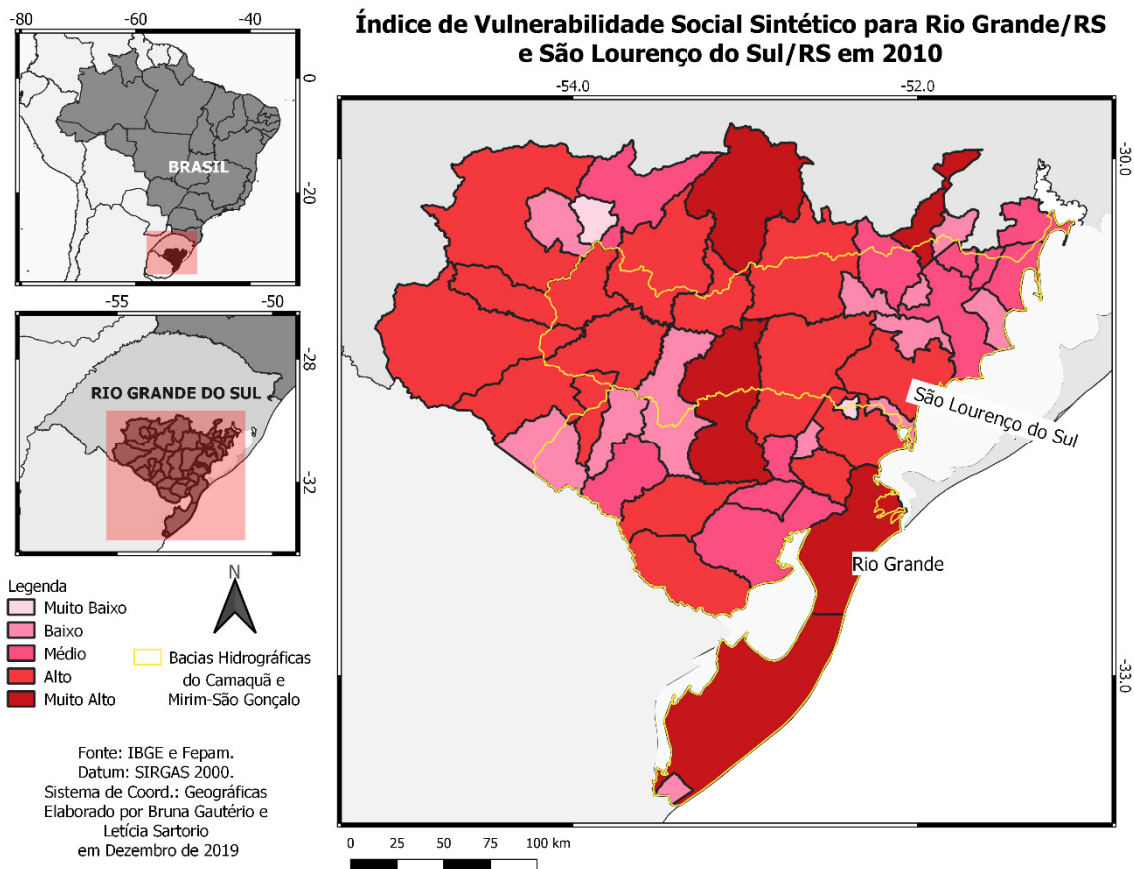 Índice de Vulnerabilidade Social Sintético para Rio Grande/RS
e São Lourenço do Sul/RS em 2010
-80
-60
-40
0
-20
BRASIL
-55
-50
-28
-32
RIO GRANDE DO SUL
-54.0
-52.0
-30.0
-33.0
São Lourenço do Sul
Rio Grande
Legenda
Muito Baixo
Baixo
Médio
Alto
Muito Alto
N
Bacias Hidrográficas
do Camaquã e
Mirim-São Gonçalo
Fonte: IBGE e Fepam.
Datum: SIRGAS 2000.
Sistema de Coord.: Geográficas
Elaborado por Bruna Gautério e
Letícia Sartorio
em Dezembro de 2019
0 25 50 75 100 km